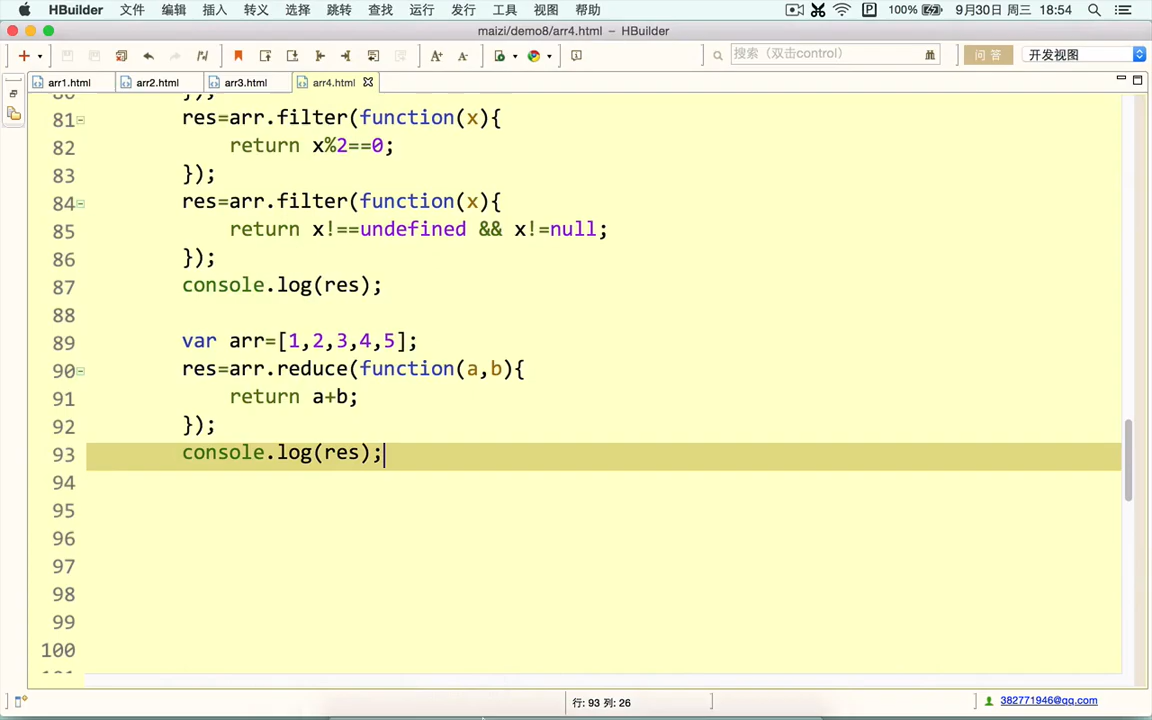 HBuilder 文件 编辑 插入 转义 选择 跳转 查找 运行 发行 工具 视图 帮助 100% 9月30日 周三 18:54
maizi/demo8/arr4.html – HBuilder
搜索（双击control） 问 答 开发视图
arr1.html arr2.html arr3.html arr4.html
80 });
81 res=arr.filter(function(x){
82 return x%2==0;
83 });
84 res=arr.filter(function(x){
85 return x!==undefined && x!=null;
86 });
87 console.log(res);
88
89 var arr=[1,2,3,4,5];
90 res=arr.reduce(function(a,b){
91 return a+b;
92 });
93 console.log(res);
94
95
96
97
98
99
100
行: 93 列: 26 382771946@qq.com